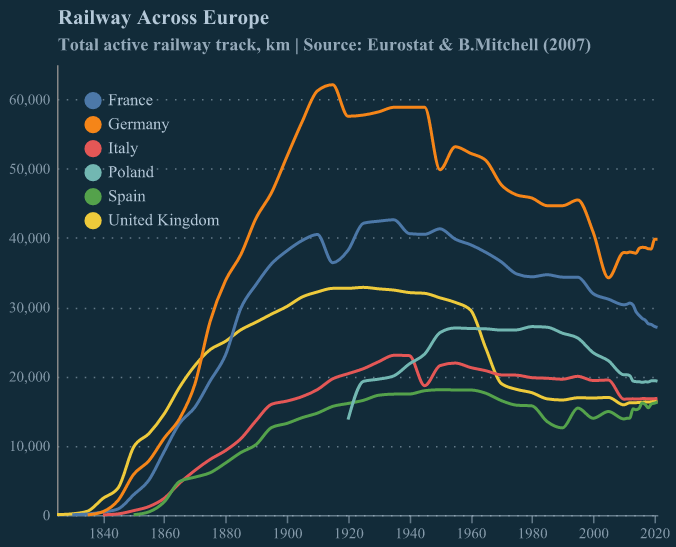 Railway Across Europe
Total active railway track, km | Source: Eurostat & B.Mitchell (2007)
60,000
50,000
40,000
30,000
20,000
10,000
0
France
Germany
Italy
Poland
Spain
United Kingdom
1840 1860 1880 1900 1920 1940 1960 1980 2000 2020